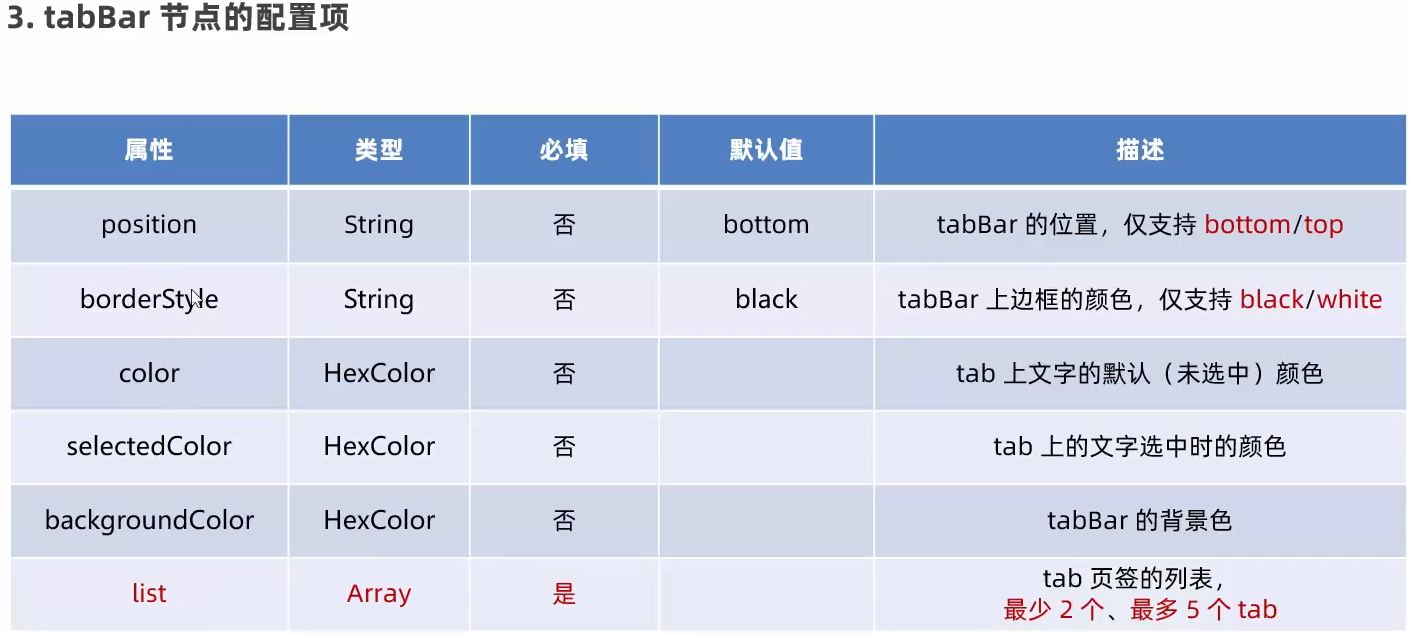 3. tabBar 节点的配置项
属性 类型 必填 默认值 描述
position String 否 bottom tabBar 的位置，仅支持 bottom/top
borderStyle String 否 black tabBar 上边框的颜色，仅支持 black/white
color HexColor 否 tab 上文字的默认（未选中）颜色
selectedColor HexColor 否 tab 上的文字选中时的颜色
backgroundColor HexColor 否 tabBar 的背景色
list Array 是 tab 页签的列表，
最少 2 个、最多 5 个 tab